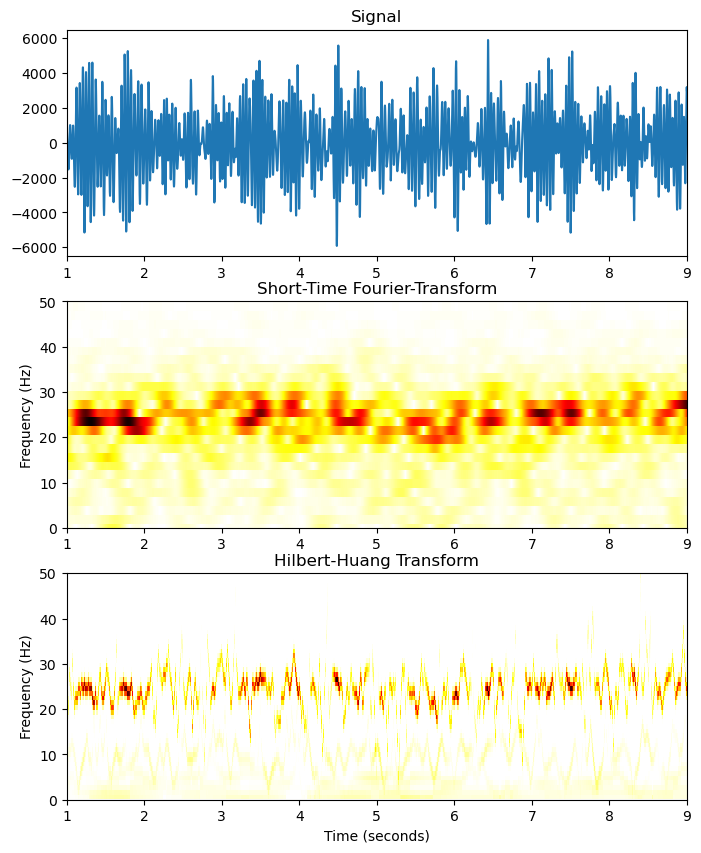 Signal
6000
4000
2000
0
−2000
−4000
−6000
1 2 3 4 5 6 7 8 9
Short-Time Fourier-Transform
50
40
30
20
10
0
Frequency (Hz)
1 2 3 4 5 6 7 8 9
Hilbert-Huang Transform
50
40
30
20
10
0
Frequency (Hz)
1 2 3 4 5 6 7 8 9
Time (seconds)